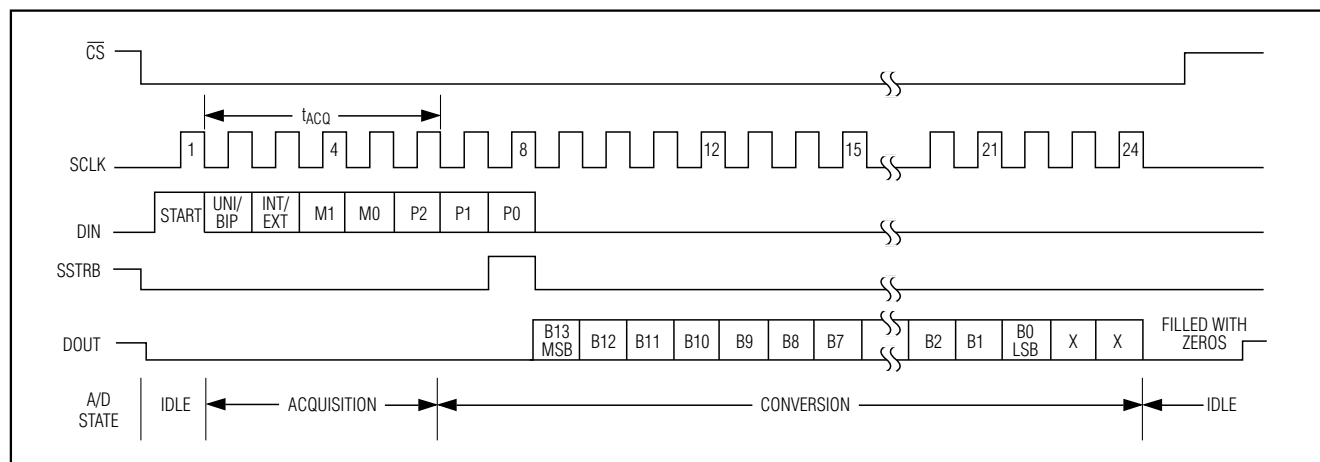 CS
tACQ
SCLK 1 4 8 12 15 21 24
DIN START UNI/ BIP INT/ EXT M1 M0 P2 P1 P0
SSTRB
DOUT B13 MSB B12 B11 B10 B9 B8 B7 B2 B1 B0 LSB X X FILLED WITH ZEROS
A/D STATE IDLE ACQUISITION CONVERSION IDLE